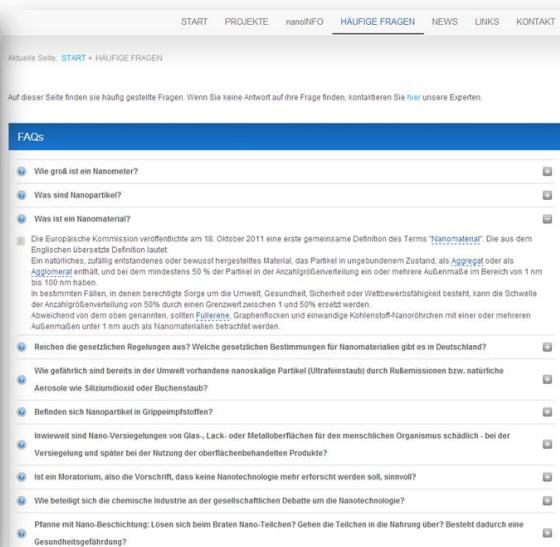 START PROJEKTE nanoINFO HÄUFIGE FRAGEN NEWS LINKS KONTAKT
Aktuelle Seite: START ▸ HÄUFIGE FRAGEN
Auf dieser Seite finden sie häufig gestellte Fragen. Wenn Sie keine Antwort auf ihre Frage finden, kontaktieren Sie hier unsere Experten.
FAQs
Wie groß ist ein Nanometer?
Was sind Nanopartikel?
Was ist ein Nanomaterial?
Die Europäische Kommission veröffentlichte am 18. Oktober 2011 eine erste gemeinsame Definition des Terms "Nanomaterial". Die aus dem
Englischen übersetzte Definition lautet:
Ein natürliches, zufällig entstandenes oder bewusst hergestelltes Material, das Partikel in ungebundenem Zustand, als Aggregat oder als
Agglomerat enthält, und bei dem mindestens 50 % der Partikel in der Anzahlgrößenverteilung ein oder mehrere Außenmaße im Bereich von 1 nm
bis 100 nm haben.
In bestimmten Fällen, in denen berechtigte Sorge um die Umwelt, Gesundheit, Sicherheit oder Wettbewerbsfähigkeit besteht, kann die Schwelle
der Anzahlgrößenverteilung von 50% durch einen Grenzwert zwischen 1 und 50% ersetzt werden.
Abweichend von dem oben genannten, sollten Fullerene, Graphenflocken und einwandige Kohlenstoff-Nanoröhrchen mit einer oder mehreren
Außenmaßen unter 1 nm auch als Nanomaterialien betrachtet werden.
Reichen die gesetzlichen Regelungen aus? Welche gesetzlichen Bestimmungen für Nanomaterialien gibt es in Deutschland?
Wie gefährlich sind bereits in der Umwelt vorhandene nanoskalige Partikel (Ultrafeinstaub) durch Rußemissionen bzw. natürliche
Aerosole wie Siliziumdioxid oder Buchenstaub?
Befinden sich Nanopartikel in Grippeimpfstoffen?
Inwieweit sind Nano-Versiegelungen von Glas-, Lack- oder Metalloberflächen für den menschlichen Organismus schädlich - bei der
Versiegelung und später bei der Nutzung der oberflächenbehandelten Produkte?
Ist ein Moratorium, also die Vorschrift, dass keine Nanotechnologie mehr erforscht werden soll, sinnvoll?
Wie beteiligt sich die chemische Industrie an der gesellschaftlichen Debatte um die Nanotechnologie?
Pfanne mit Nano-Beschichtung: Lösen sich beim Braten Nano-Teilchen? Gehen die Teilchen in die Nahrung über? Besteht dadurch eine
Gesundheitsgefährdung?